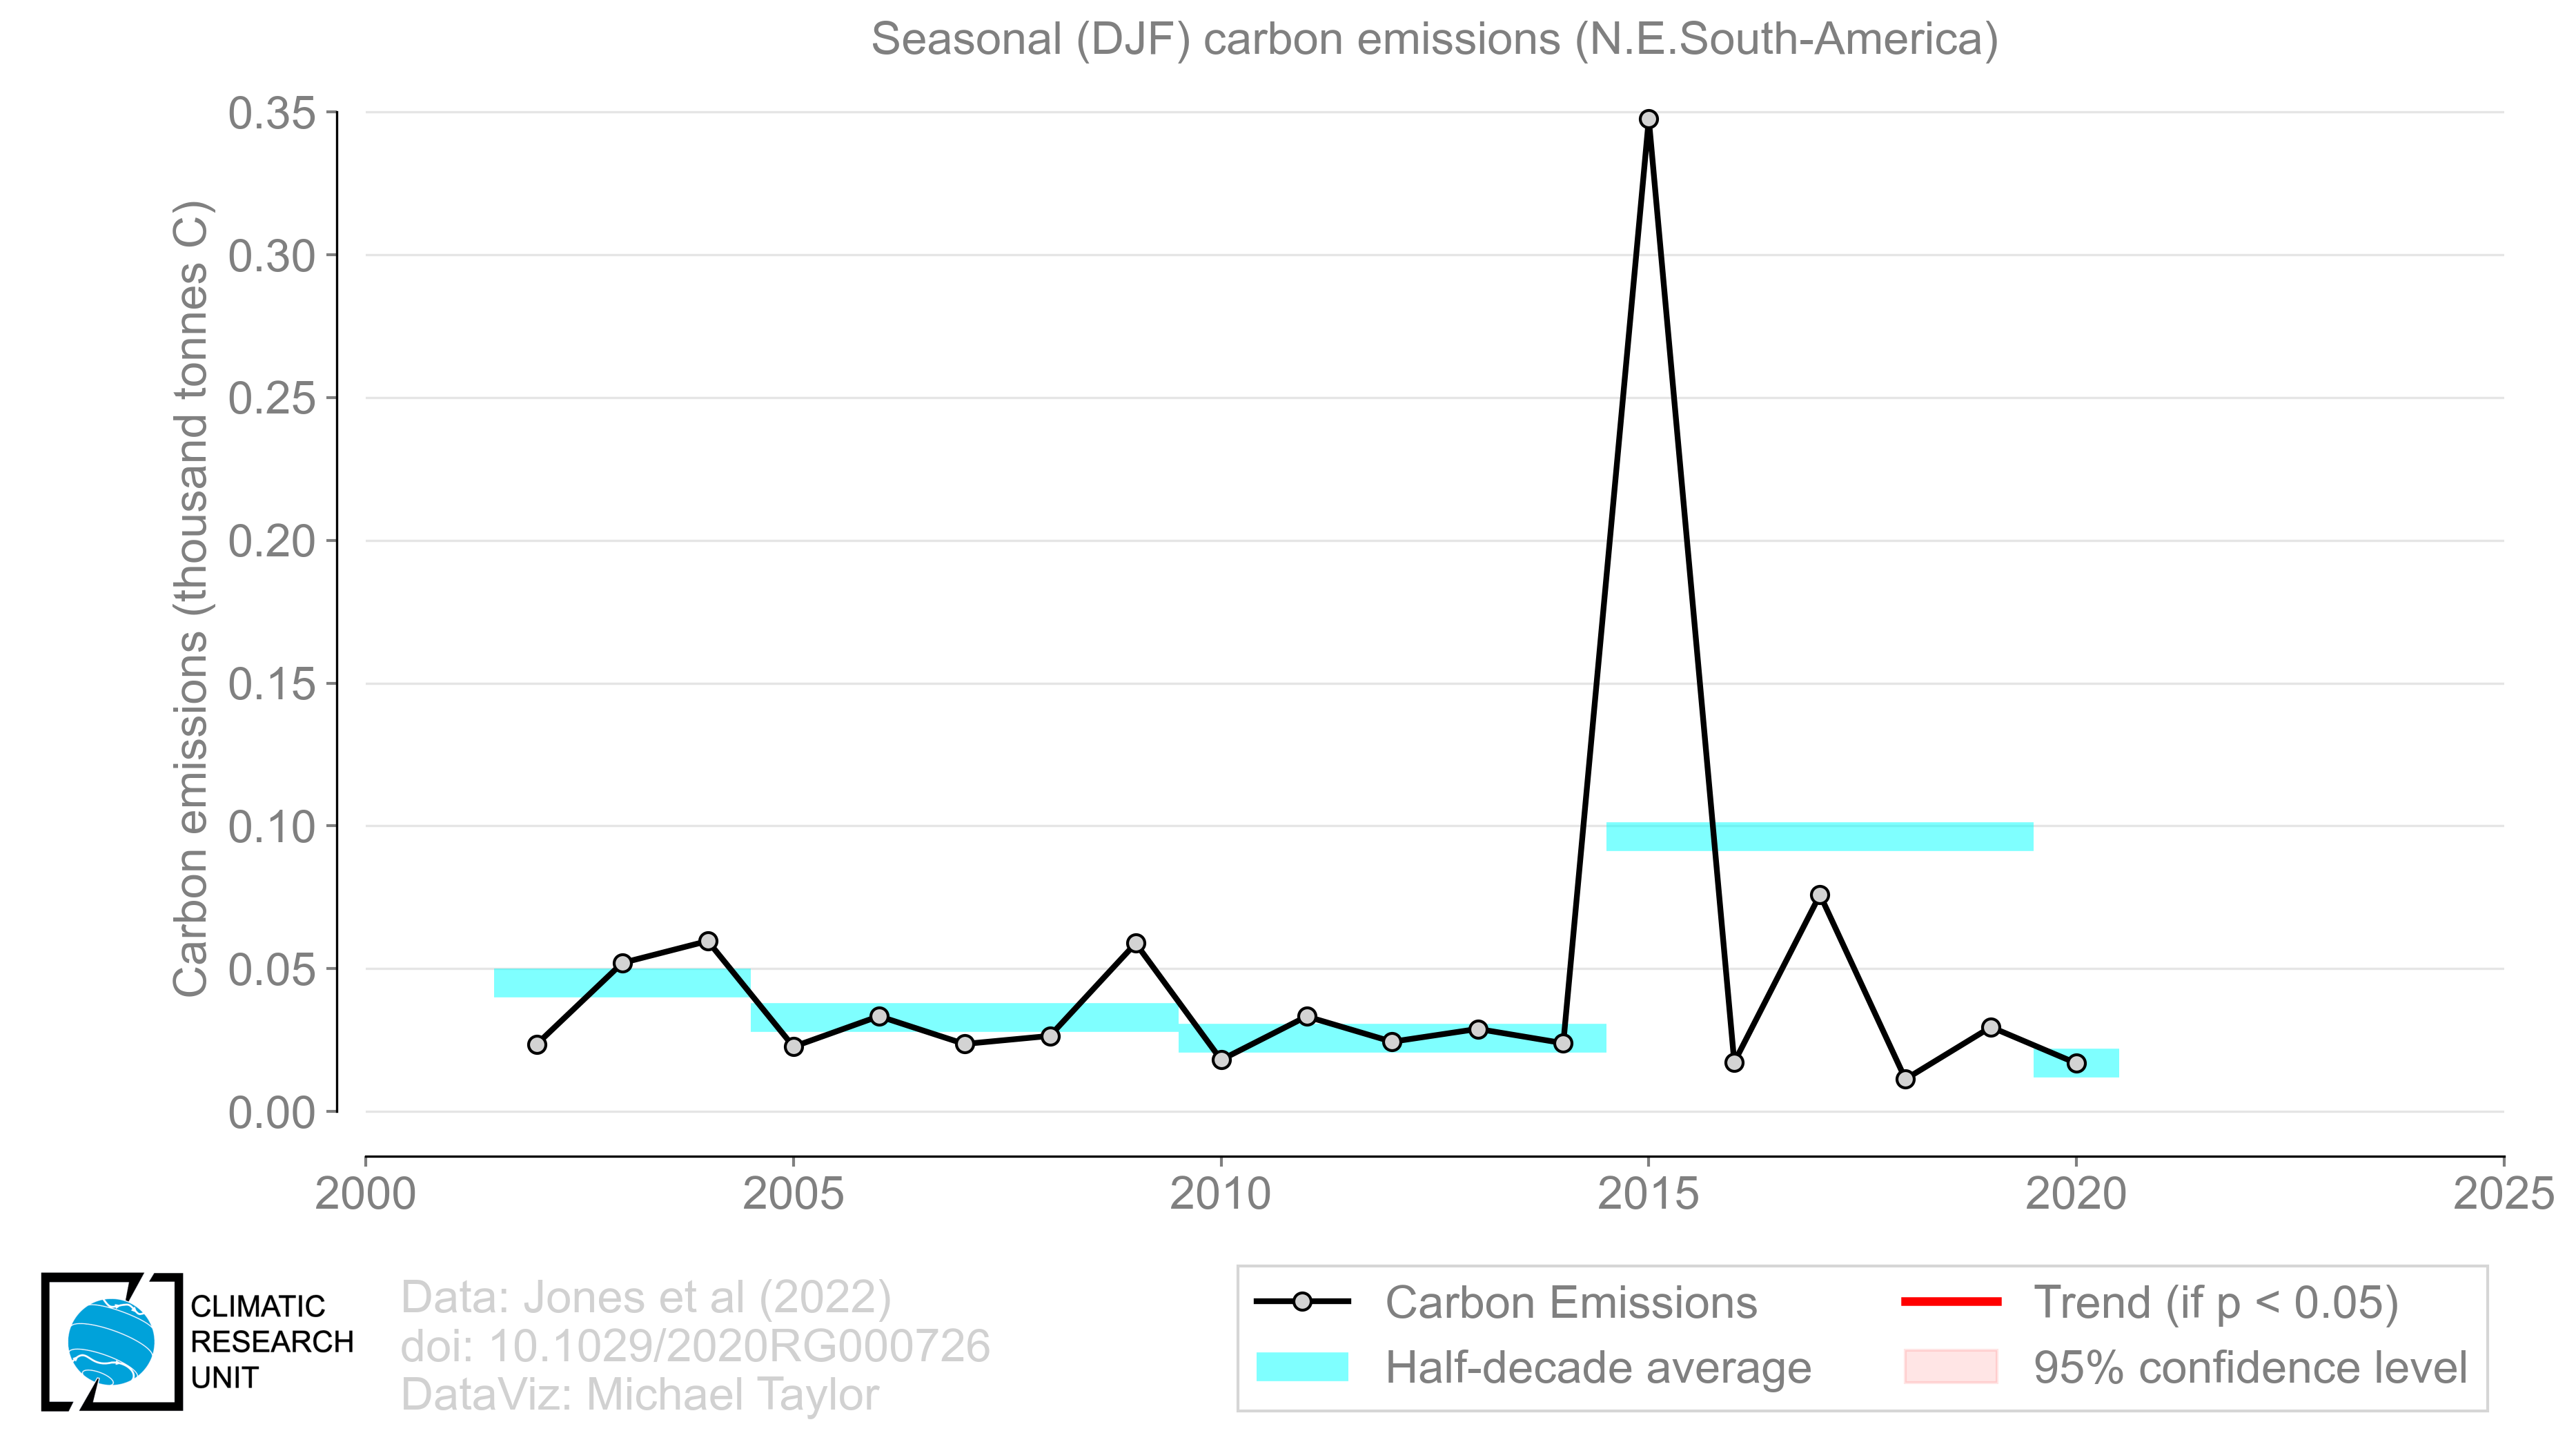 Seasonal (DJF) carbon emissions (N.E.South-America)
Carbon emissions (thousand tonnes C)
0.35
0.30
0.25
0.20
0.15
0.10
0.05
0.00
2000 2005 2010 2015 2020 2025
CLIMATIC
RESEARCH
UNIT
Data: Jones et al (2022)
doi: 10.1029/2020RG000726
DataViz: Michael Taylor
Carbon Emissions
Half-decade average
Trend (if p < 0.05)
95% confidence level